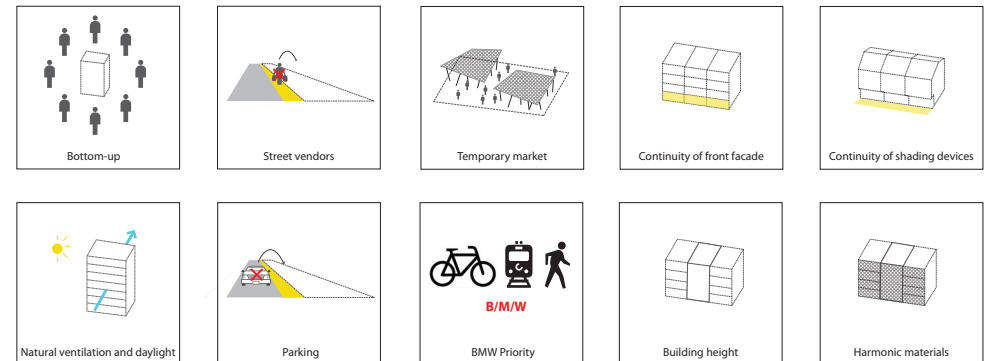 Bottom-up
Street vendors
Temporary market
Continuity of front facade
Continuity of shading devices
Natural ventilation and daylight
Parking
B/M/W
BMW Priority
Building height
Harmonic materials